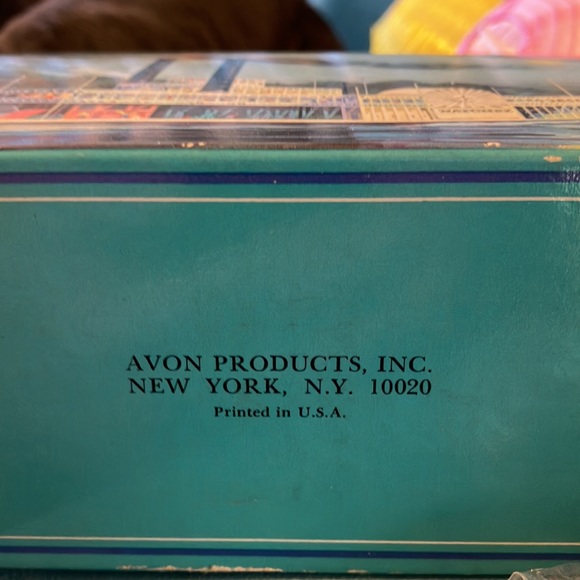 AVON PRODUCTS, INC.
NEW YORK, N.Y. 10020
Printed in U.S.A.